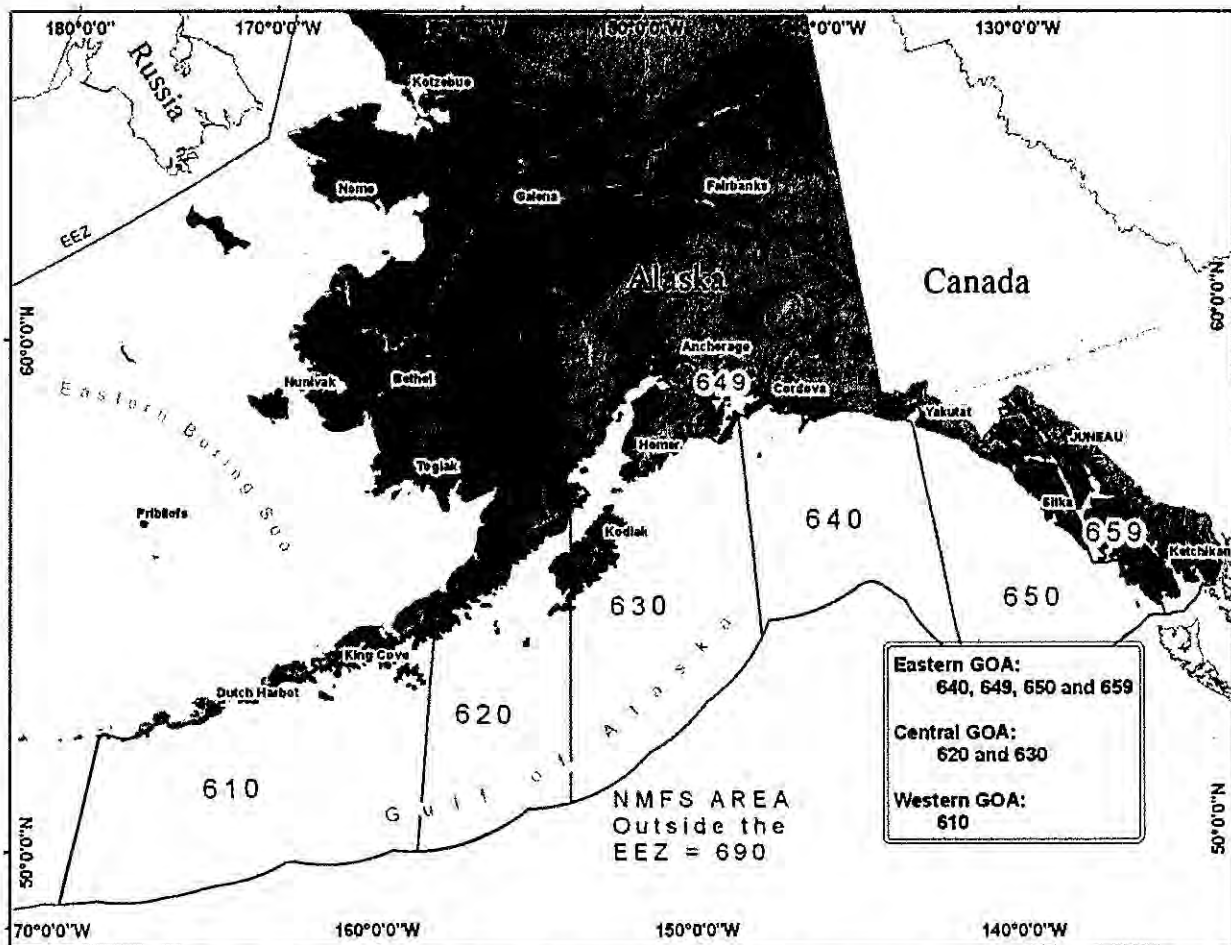 180°0'0"
170°0'0"W
130°0'0"W
Russia
Kotzebue
Nome
Galena
Fairbanks
EEZ
Alaska
Canada
60°0'0"N
60°0'0"N
Anchorage
649
Cordova
Nunivak
Bethel
Yakutat
JUNEAU
Eastern Bering Sea
Homer
Togiak
Sitka
659
Pribilofs
Kodiak
640
Ketchikan
630
650
King Cove
Dutch Harbor
620
610
Gulf of Alaska
Eastern GOA:
640, 649, 650 and 659
Central GOA:
620 and 630
Western GOA:
610
NMFS AREA
Outside the
EEZ = 690
50°0'0"N
50°0'0"N
170°0'0"W
160°0'0"W
150°0'0"W
140°0'0"W